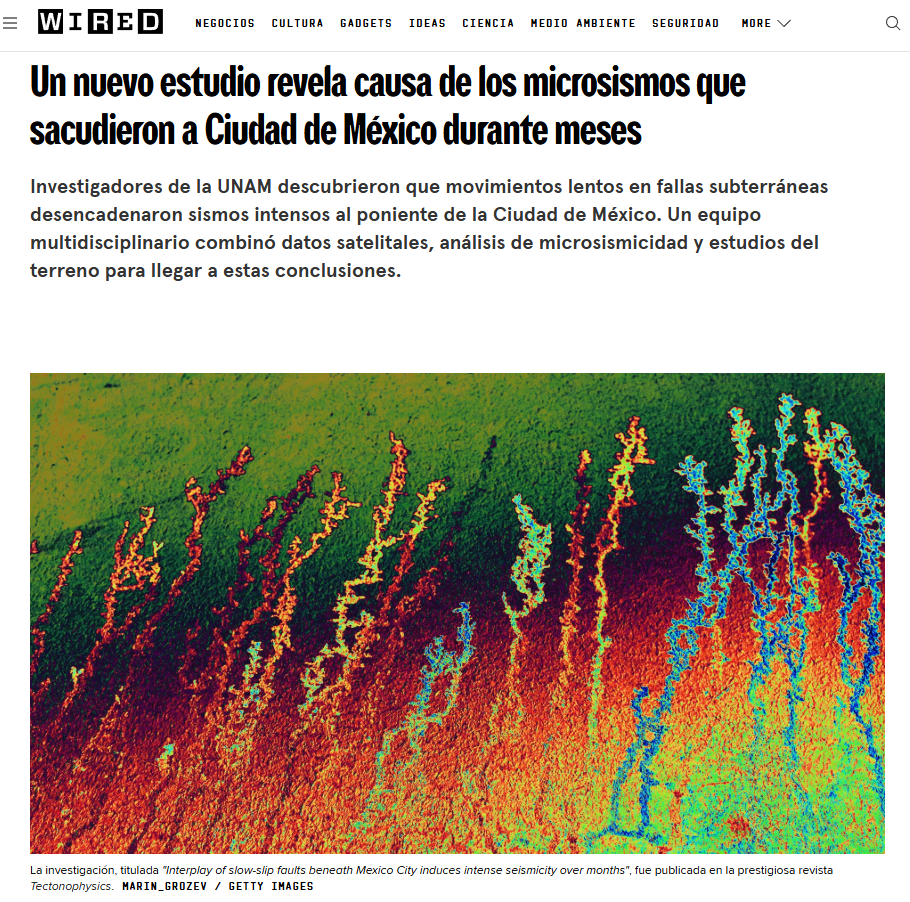 WIRED
NEGOCIOS CULTURA GADGETS IDEAS CIENCIA MEDIO AMBIENTE SEGURIDAD MORE
Un nuevo estudio revela causa de los microsismos que
sacudieron a Ciudad de México durante meses
Investigadores de la UNAM descubrieron que movimientos lentos en fallas subterráneas
desencadenaron sismos intensos al poniente de la Ciudad de México. Un equipo
multidisciplinario combinó datos satelitales, análisis de microsismicidad y estudios del
terreno para llegar a estas conclusiones.
La investigación, titulada "Interplay of slow-slip faults beneath Mexico City induces intense seismicity over months", fue publicada en la prestigiosa revista
Tectonophysics. MARIN_GROZEV / GETTY IMAGES